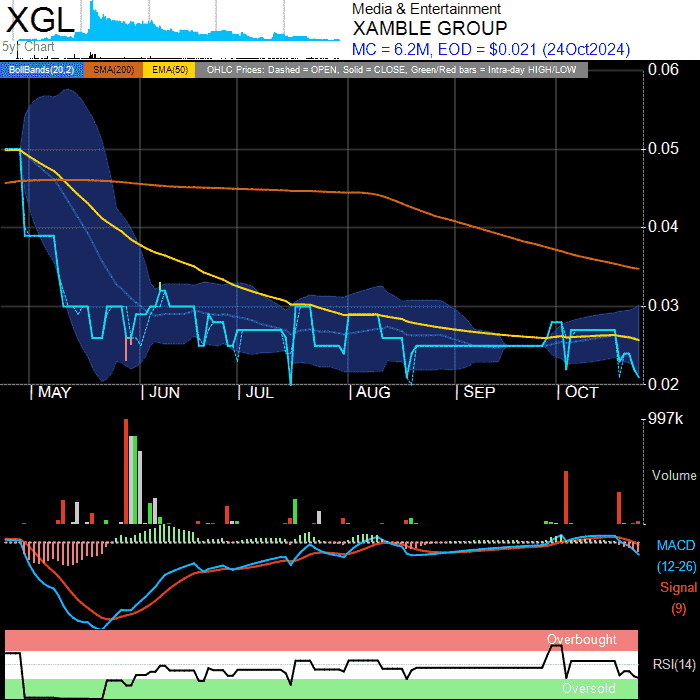 XGL
5yr Chart
Media & Entertainment
XAMBLE GROUP
MC = 6.2M, EOD = $0.021 (24Oct2024)
BollBands(20,2) SMA(200) EMA(50) OHLC Prices: Dashed = OPEN, Solid = CLOSE, Green/Red bars = Intra-day HIGH/LOW
0.06
0.05
0.04
0.03
0.02
| MAY | JUN | JUL | AUG | SEP | OCT
997k
Volume
MACD
(12-26)
Signal
(9)
Overbought
RSI(14)
Oversold